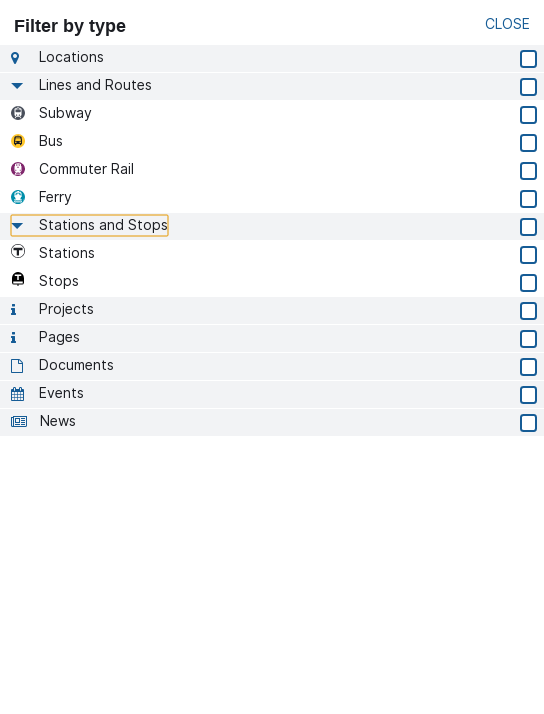 Filter by type
CLOSE
Locations
Lines and Routes
Subway
Bus
Commuter Rail
Ferry
Stations and Stops
Stations
Stops
Projects
Pages
Documents
Events
News